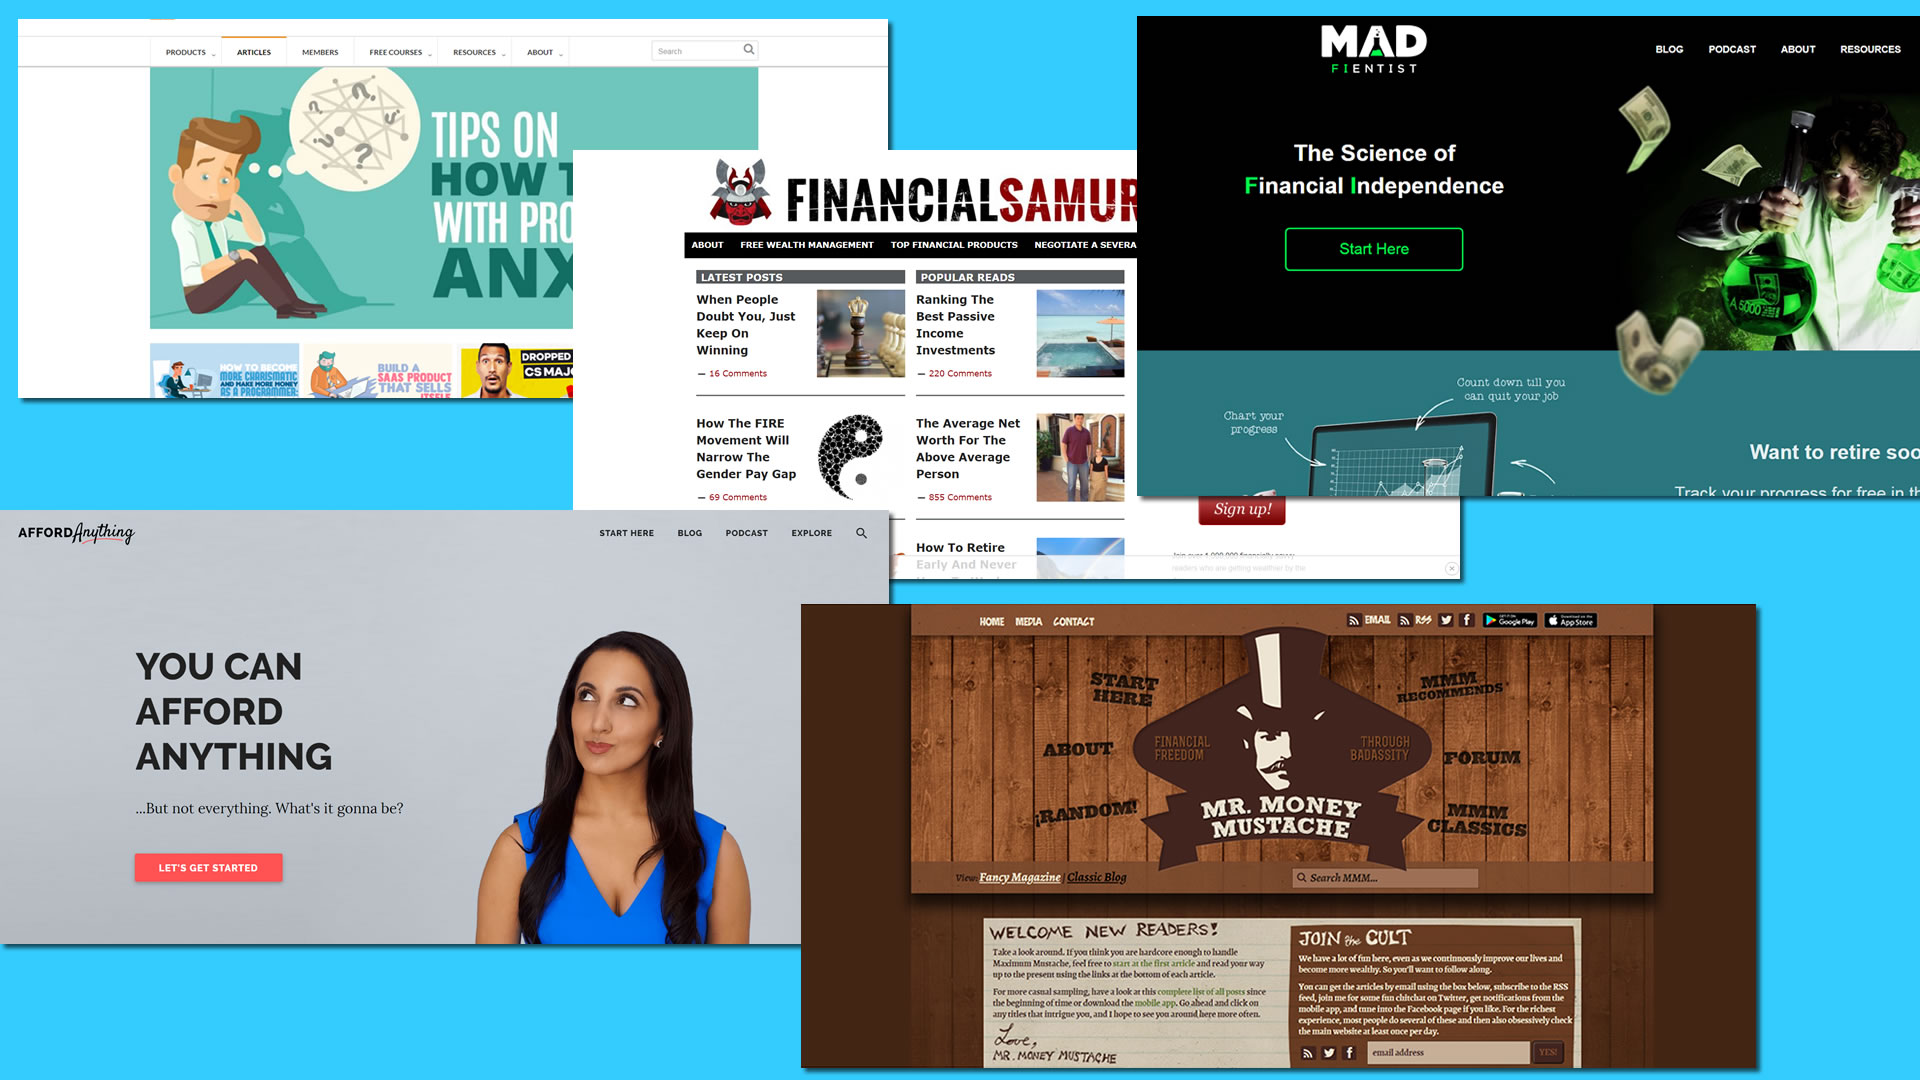 PRODUCTS ARTICLES MEMBERS FREE COURSES RESOURCES ABOUT Search
TIPS ON
HOW T
WITH PRO
ANX
HOW TO BECOME
MORE CHARISMATIC
AND MAKE MORE MONEY
AS A PROGRAMMER:
BUILD A
SAAS PRODUCT
THAT SELLS
ITSELF
DROPPED
CS MAJO
FINANCIALSAMUR
ABOUT FREE WEALTH MANAGEMENT TOP FINANCIAL PRODUCTS NEGOTIATE A SEVERA
LATEST POSTS
When People
Doubt You, Just
Keep On
Winning
— 16 Comments
How The FIRE
Movement Will
Narrow The
Gender Pay Gap
— 69 Comments
POPULAR READS
Ranking The
Best Passive
Income
Investments
— 220 Comments
The Average Net
Worth For The
Above Average
Person
— 855 Comments
How To Retire
Early And Never
Sign up!
Join over 1,000,000 financially savvy
readers who are getting wealthier by the
MAD
FIENTIST
BLOG PODCAST ABOUT RESOURCES
The Science of
Financial Independence
Start Here
A 5000
Count down till you
can quit your job
Chart your
progress
Want to retire soo
Track your progress for free in th
AFFORD Anything
START HERE BLOG PODCAST EXPLORE
YOU CAN
AFFORD
ANYTHING
...But not everything. What's it gonna be?
LET'S GET STARTED
HOME MEDIA CONTACT
EMAIL RSS Google Play App Store
START
HERE
MMM
RECOMMENDS
ABOUT
FINANCIAL
FREEDOM
THROUGH
BADASSITY
FORUM
¡RANDOM!
MR. MONEY
MUSTACHE
MMM
CLASSICS
View: Fancy Magazine | Classic Blog
Search MMM...
WELCOME NEW READERS!
Take a look around. If you think you are hardcore enough to handle
Maximum Mustache, feel free to start at the first article and read your way
up to the present using the links at the bottom of each article.
For more casual sampling, have a look at this complete list of all posts since
the beginning of time or download the mobile app. Go ahead and click on
any titles that intrigue you, and I hope to see you around here more often.
Love,
MR. MONEY MUSTACHE
JOIN the CULT
We have a lot of fun here, even as we continuously improve our lives and
become more wealthy. So you'll want to follow along.
You can get the articles by email using the box below, subscribe to the RSS
feed, join me for some fun chitchat on Twitter, get notifications from the
mobile app, and tune into the Facebook page if you like. For the richest
experience, most people do several of these and then also obsessively check
the main website at least once per day.
email address YES!